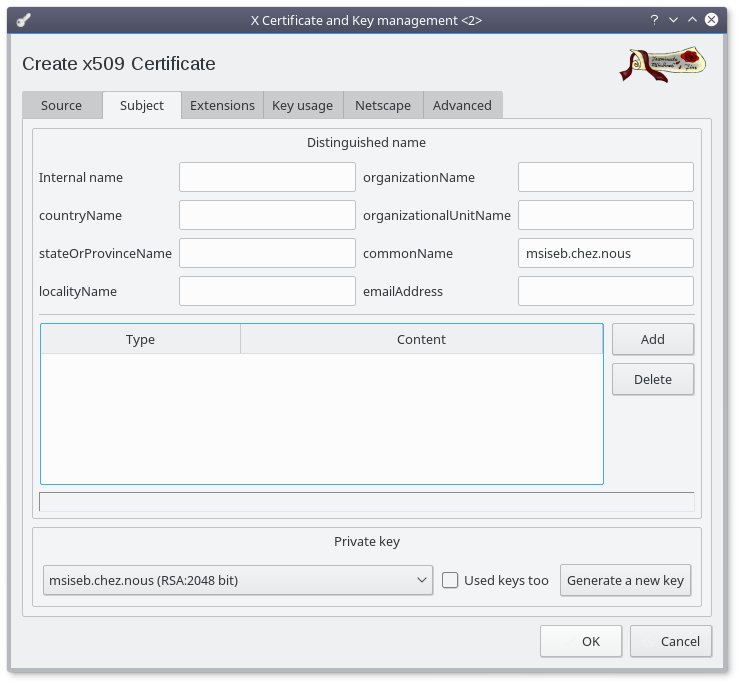 X Certificate and Key management <2>
Create x509 Certificate
Source Subject Extensions Key usage Netscape Advanced
Distinguished name
Internal name organizationName
countryName organizationalUnitName
stateOrProvinceName commonName msiseb.chez.nous
localityName emailAddress
Type Content Add
Delete
Private key
msiseb.chez.nous (RSA:2048 bit) Used keys too Generate a new key
OK Cancel